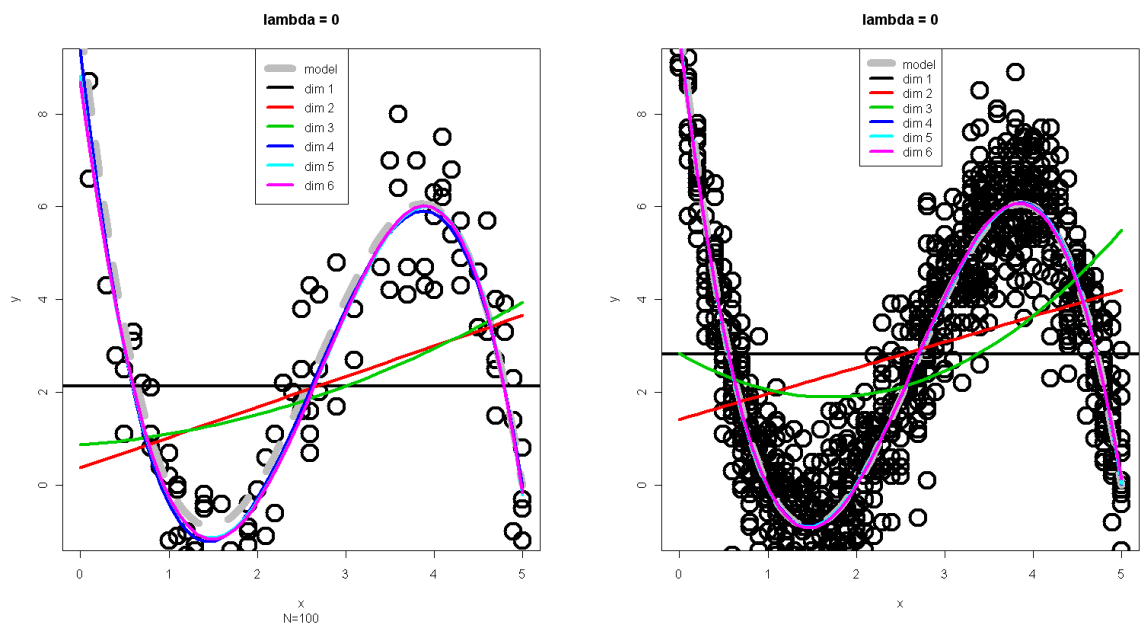 lambda = 0
model
dim 1
dim 2
dim 3
dim 4
dim 5
dim 6
y
8
6
4
2
0
0 1 2 3 4 5
x
N=100
lambda = 0
model
dim 1
dim 2
dim 3
dim 4
dim 5
dim 6
y
8
6
4
2
0
0 1 2 3 4 5
x